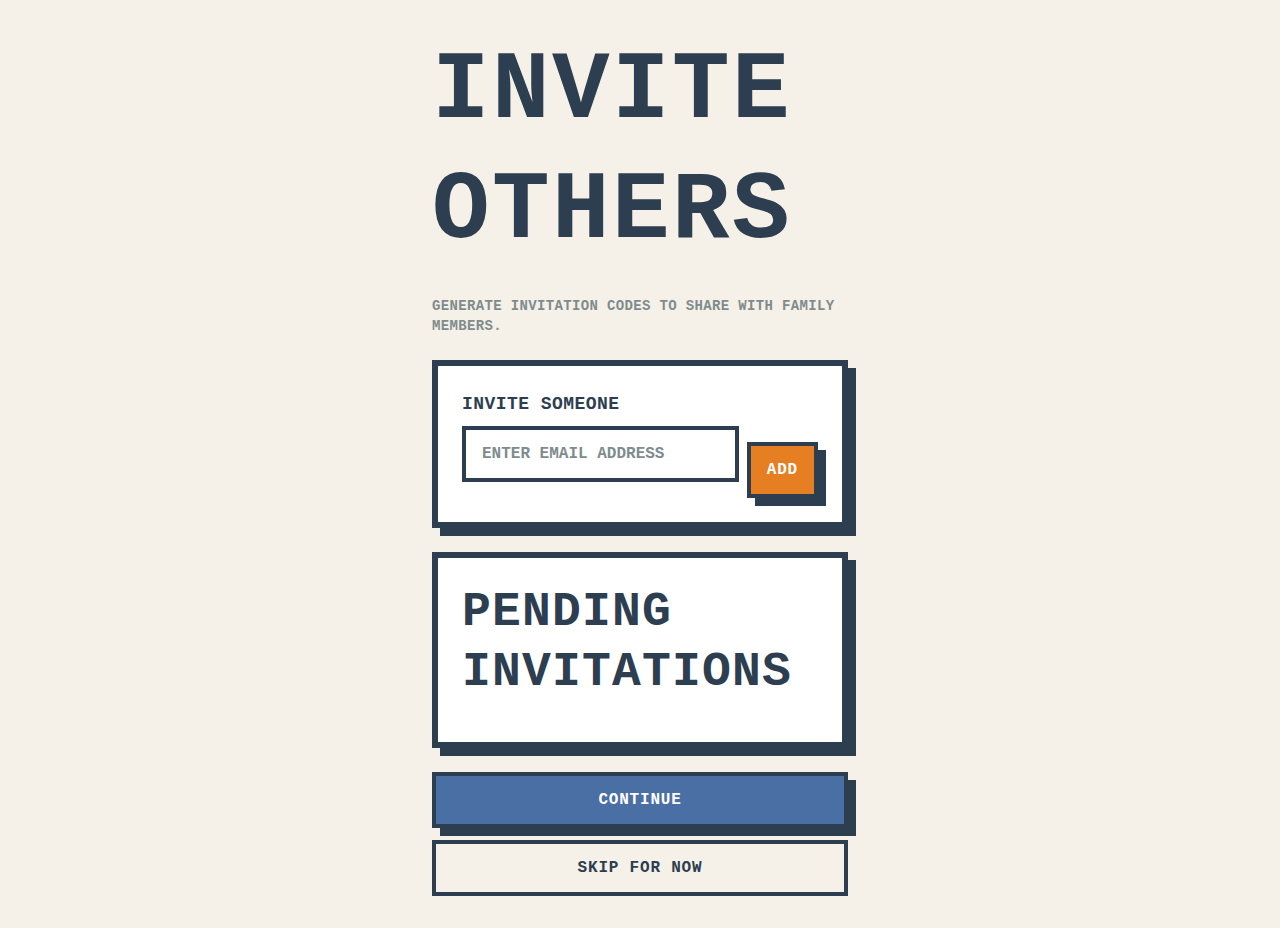 INVITE
OTHERS
GENERATE INVITATION CODES TO SHARE WITH FAMILY
MEMBERS.
INVITE SOMEONE
ENTER EMAIL ADDRESS
ADD
PENDING
INVITATIONS
CONTINUE
SKIP FOR NOW